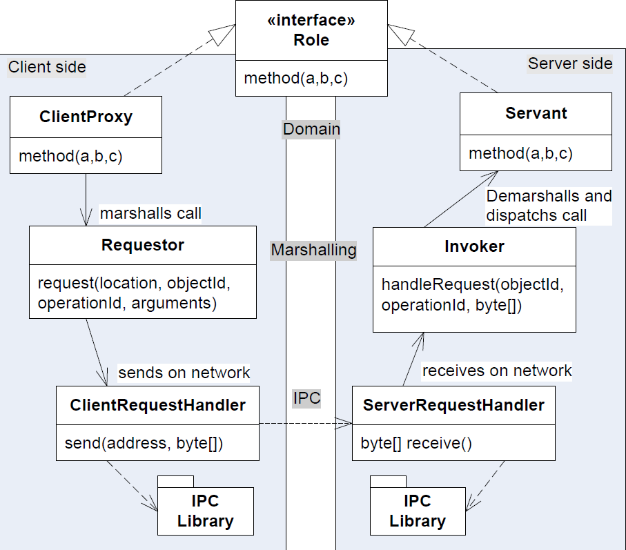 «interface»
Role
method(a,b,c)
Client side
Server side
ClientProxy
method(a,b,c)
Domain
Servant
method(a,b,c)
marshalls call
Demarshalls and
dispatchs call
Requestor
request(location, objectId,
operationId, arguments)
Marshalling
Invoker
handleRequest(objectId,
operationId, byte[])
sends on network
receives on network
ClientRequestHandler
send(address, byte[])
IPC
ServerRequestHandler
byte[] receive()
IPC
Library
IPC
Library